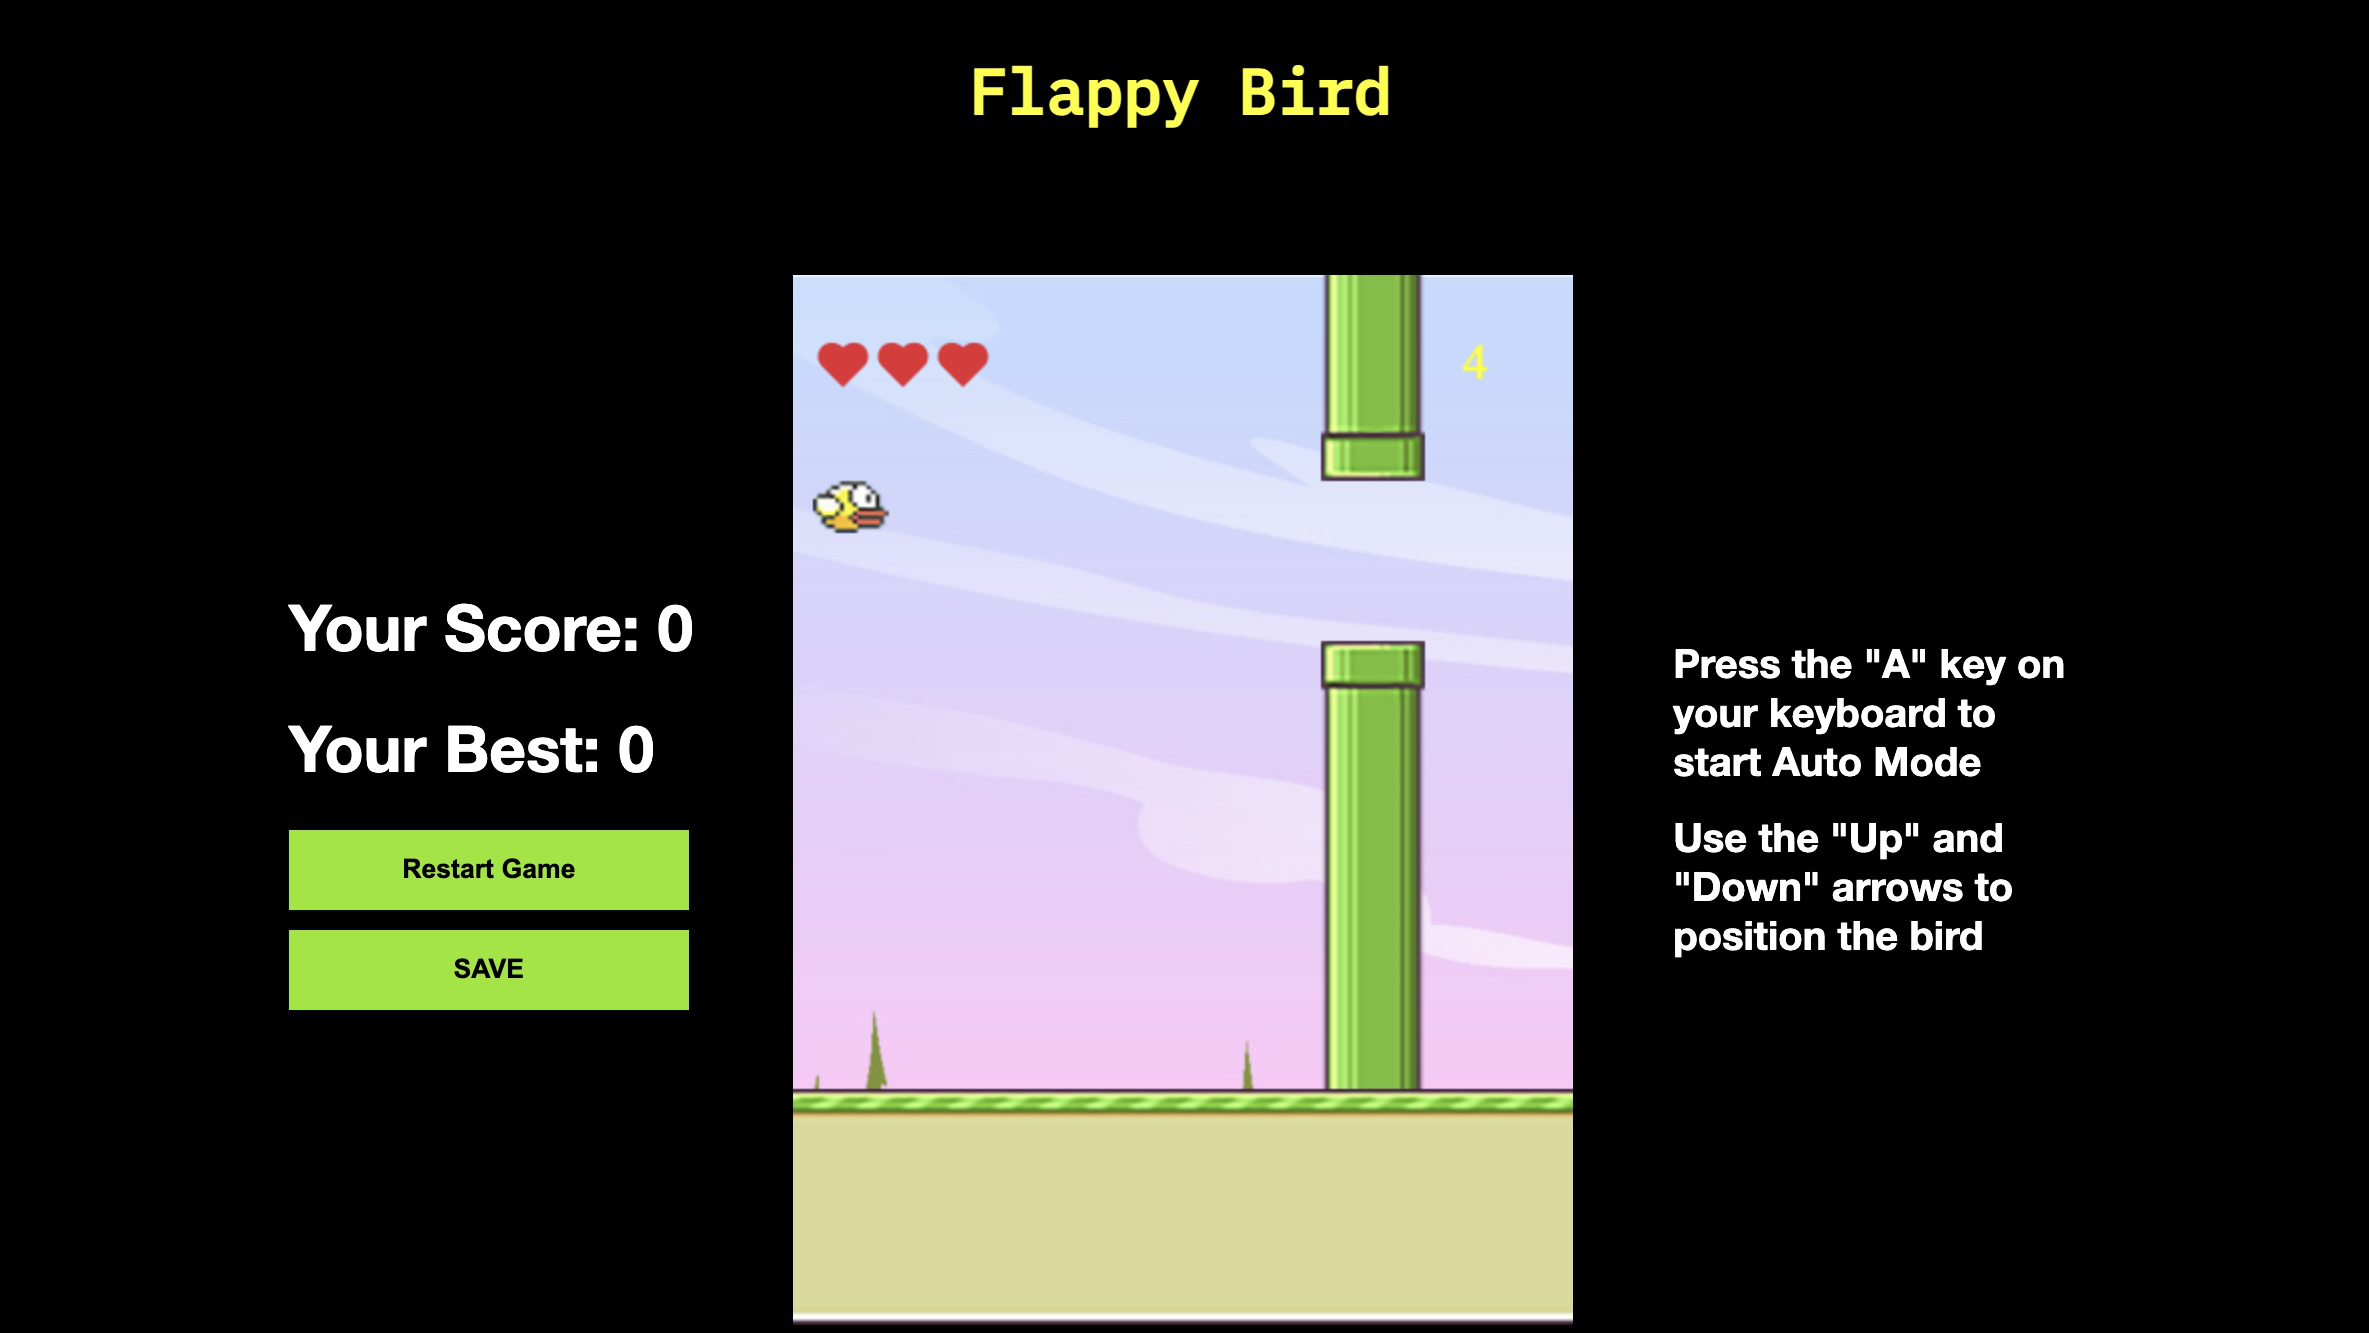 Flappy Bird
4
Your Score: 0
Your Best: 0
Restart Game
SAVE
Press the "A" key on
your keyboard to
start Auto Mode
Use the "Up" and
"Down" arrows to
position the bird